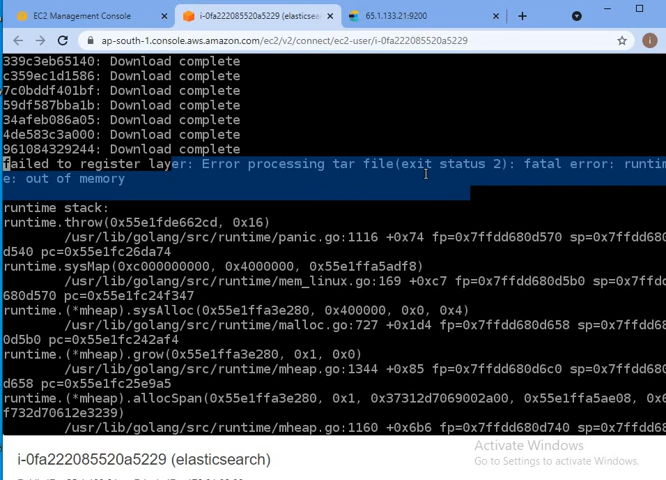 EC2 Management Console
i-0fa222085520a5229 (elasticsea
65.1.133.21:9200
ap-south-1.console.aws.amazon.com/ec2/v2/connect/ec2-user/i-0fa222085520a5229
339c3eb65140: Download complete
c359ec1d1586: Download complete
7c0bddf401bf: Download complete
59df587bba1b: Download complete
34afeb086a05: Download complete
4de583c3a000: Download complete
961084329244: Download complete
failed to register layer: Error processing tar file(exit status 2): fatal error: runtim
e: out of memory
runtime stack:
runtime.throw(0x55e1fde662cd, 0x16)
/usr/lib/golang/src/runtime/panic.go:1116 +0x74 fp=0x7ffdd680d570 sp=0x7ffdd680
d540 pc=0x55e1fc26da74
runtime.sysMap(0xc000000000, 0x4000000, 0x55e1ffa5adf8)
/usr/lib/golang/src/runtime/mem_linux.go:169 +0xc7 fp=0x7ffdd680d5b0 sp=0x7ffdd
680d570 pc=0x55e1fc24f347
runtime.(*mheap).sysAlloc(0x55e1ffa3e280, 0x400000, 0x0, 0x4)
/usr/lib/golang/src/runtime/malloc.go:727 +0x1d4 fp=0x7ffdd680d658 sp=0x7ffdd68
0d5b0 pc=0x55e1fc242af4
runtime.(*mheap).grow(0x55e1ffa3e280, 0x1, 0x0)
/usr/lib/golang/src/runtime/mheap.go:1344 +0x85 fp=0x7ffdd680d6c0 sp=0x7ffdd680
d658 pc=0x55e1fc25e9a5
runtime.(*mheap).allocSpan(0x55e1ffa3e280, 0x1, 0x37312d7069002a00, 0x55e1ffa5ae08, 0x6
f732d70612e3239)
/usr/lib/golang/src/runtime/mheap.go:1160 +0x6b6 fp=0x7ffdd680d740 sp=0x7ffdd68
i-0fa222085520a5229 (elasticsearch)
Activate Windows
Go to Settings to activate Windows.